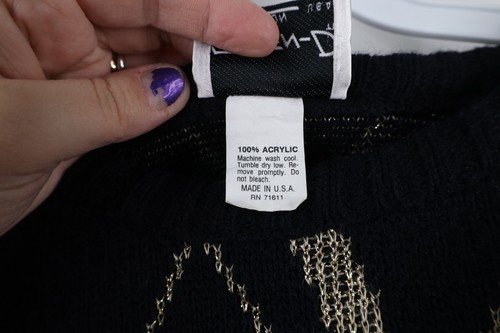 100% ACRYLIC
Machine wash cool.
Tumble dry low. Re-
move promptly. Do
not bleach.
MADE IN U.S.A.
RN 71611